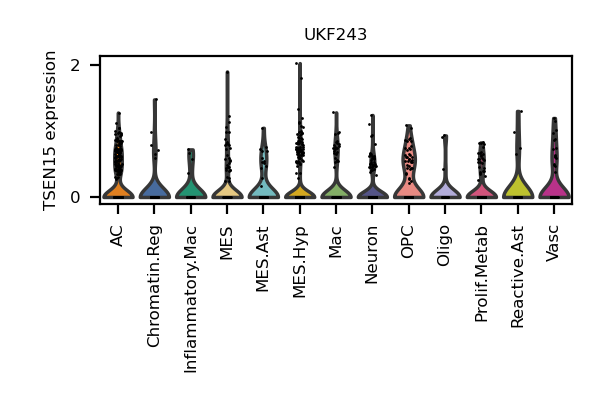 UKF243
TSEN15 expression
2
0
AC
Chromatin.Reg
Inflammatory.Mac
MES
MES.Ast
MES.Hyp
Mac
Neuron
OPC
Oligo
Prolif.Metab
Reactive.Ast
Vasc